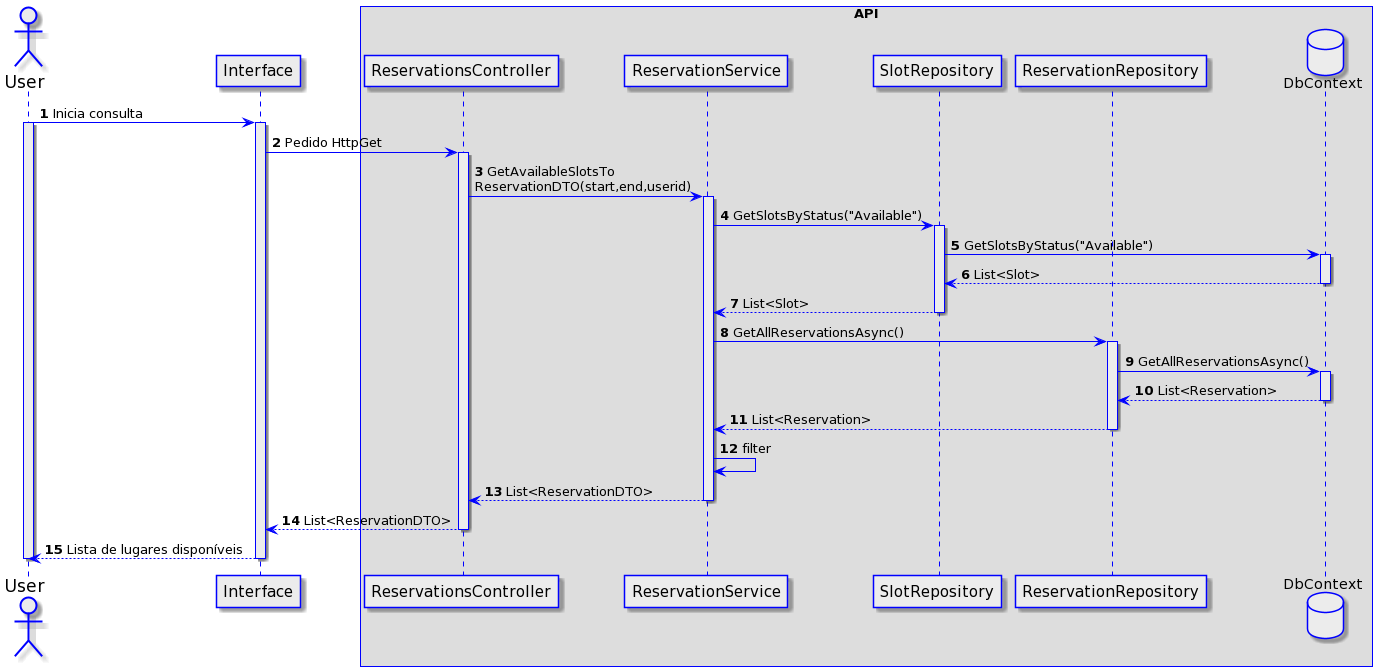 API
User
Interface
ReservationsController
ReservationService
SlotRepository
ReservationRepository
DbContext
1 Inicia consulta
2 Pedido HttpGet
3 GetAvailableSlotsTo
ReservationDTO(start,end,userid)
4 GetSlotsByStatus("Available")
5 GetSlotsByStatus("Available")
6 List<Slot>
7 List<Slot>
8 GetAllReservationsAsync()
9 GetAllReservationsAsync()
10 List<Reservation>
11 List<Reservation>
12 filter
13 List<ReservationDTO>
14 List<ReservationDTO>
15 Lista de lugares disponíveis
User
Interface
ReservationsController
ReservationService
SlotRepository
ReservationRepository
DbContext